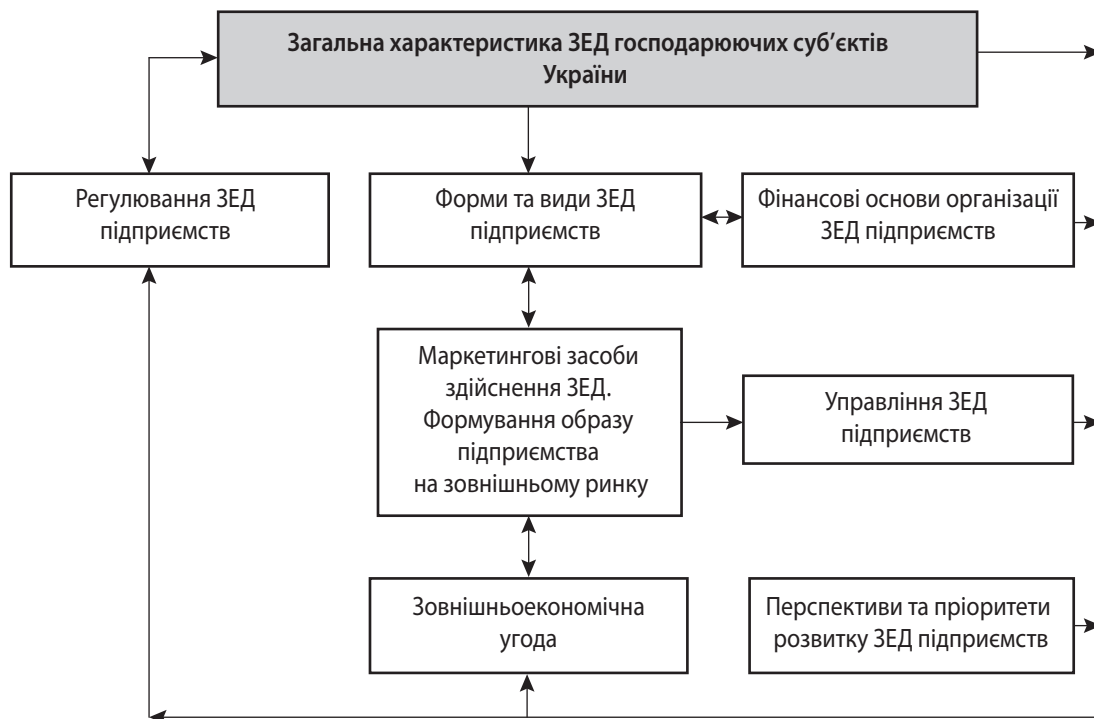 Загальна характеристика ЗЕД господарюючих суб’єктів
України
Регулювання ЗЕД
підприємств
Форми та види ЗЕД
підприємств
Фінансові основи організації
ЗЕД підприємств
Маркетингові засоби
здійснення ЗЕД.
Формування образу
підприємства
на зовнішньому ринку
Управління ЗЕД
підприємств
Зовнішньоекономічна
угода
Перспективи та пріоритети
розвитку ЗЕД підприємств